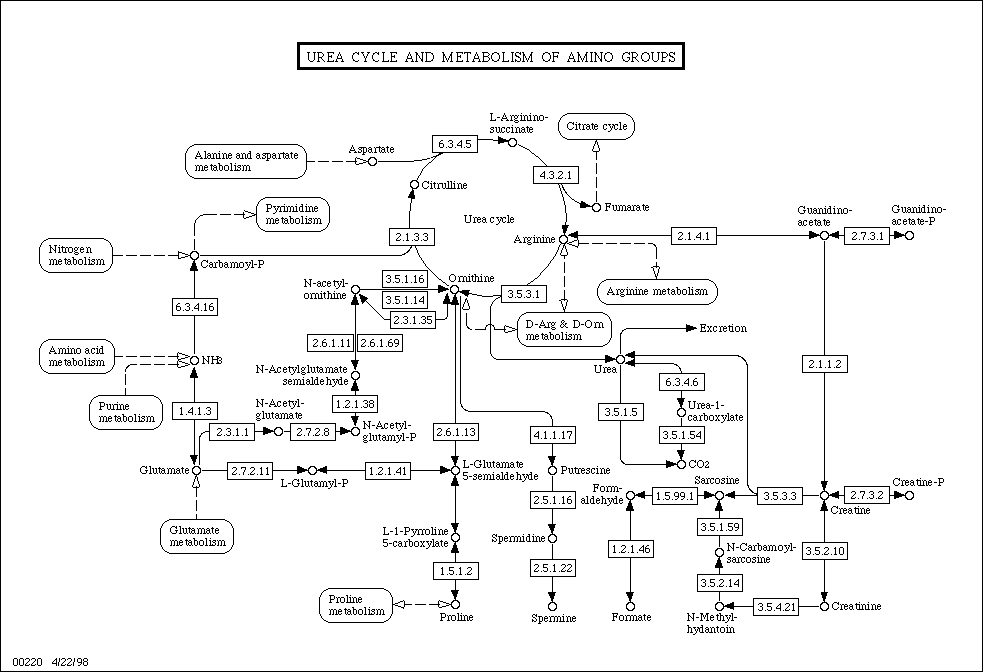 UREA CYCLE AND METABOLISM OF AMINO GROUPS
L-Arginino-
succinate
Citrate cycle
6.3.4.5
Aspartate
Alanine and aspartate
metabolism
4.3.2.1
Citrulline
Fumarate
Pyrimidine
metabolism
Urea cycle
Guanidino-
acetate
Guanidino-
acetate-P
2.1.3.3
Arginine
2.1.4.1
2.7.3.1
Nitrogen
metabolism
Carbamoyl-P
N-acetyl-
ornithine
3.5.1.16
Ornithine
3.5.1.14
3.5.3.1
Arginine metabolism
6.3.4.16
2.3.1.35
D-Arg & D-Orn
metabolism
Excretion
2.6.1.11
2.6.1.69
Amino acid
metabolism
NH3
Urea
2.1.1.2
N-Acetylglutamate
semialdehyde
6.3.4.6
Purine
metabolism
1.4.1.3
N-Acetyl-
glutamate
1.2.1.38
3.5.1.5
Urea-1-
carboxylate
2.3.1.1
2.7.2.8
N-Acetyl-
glutamyl-P
2.6.1.13
4.1.1.17
3.5.1.54
Glutamate
2.7.2.11
L-Glutamyl-P
1.2.1.41
L-Glutamate
5-semialdehyde
Putrescine
CO2
Form-
aldehyde
1.5.99.1
Sarcosine
3.5.3.3
Creatine
2.7.3.2
Creatine-P
2.5.1.16
Glutamate
metabolism
L-1-Pyrroline
5-carboxylate
Spermidine
1.2.1.46
3.5.1.59
N-Carbamoyl-
sarcosine
3.5.2.10
1.5.1.2
2.5.1.22
3.5.2.14
Proline
metabolism
Proline
Spermine
Formate
N-Methyl-
hydantoin
3.5.4.21
Creatinine
00220 4/22/98